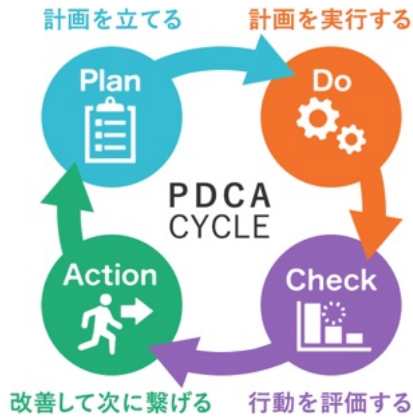 計画を立てる
計画を実行する
Plan
Do
PDCA
CYCLE
Action
Check
改善して次に繋げる
行動を評価する